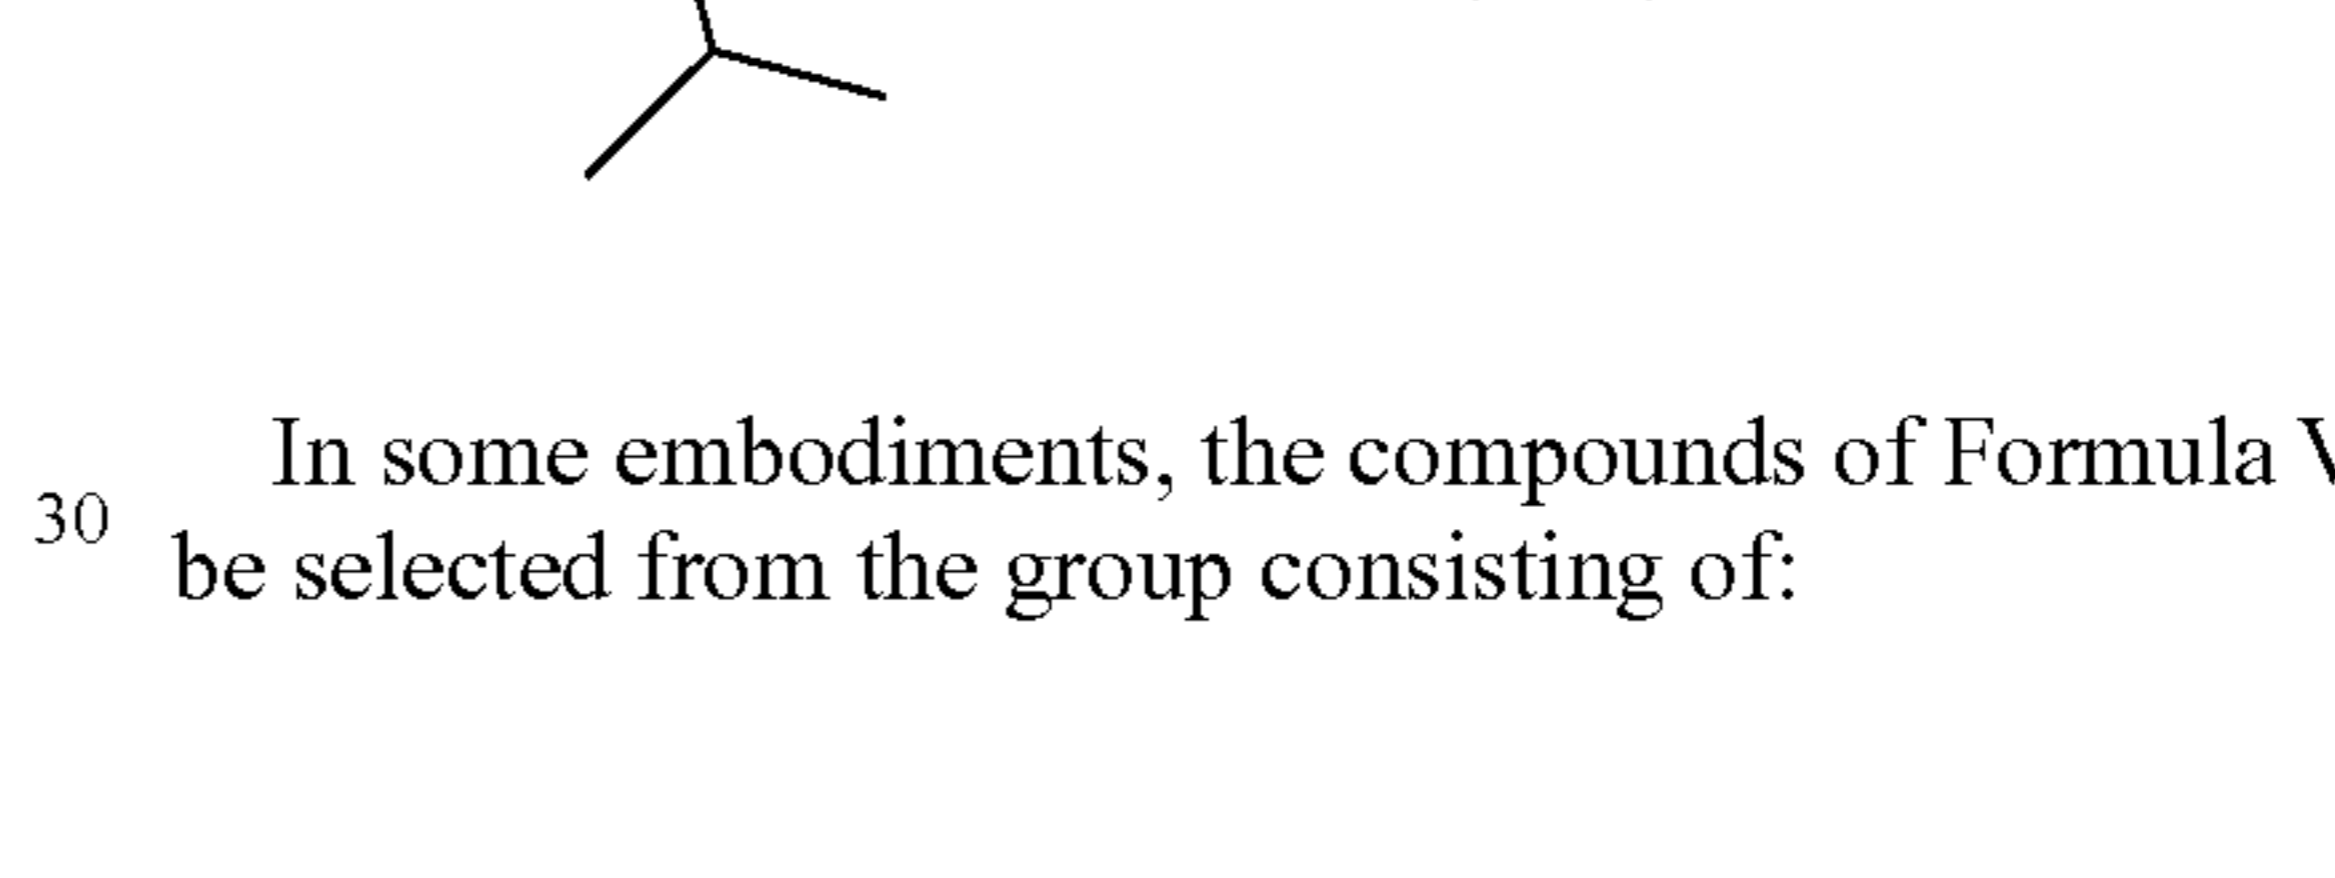 In some embodiments, the compounds of Formula
30
be selected from the group consisting of: